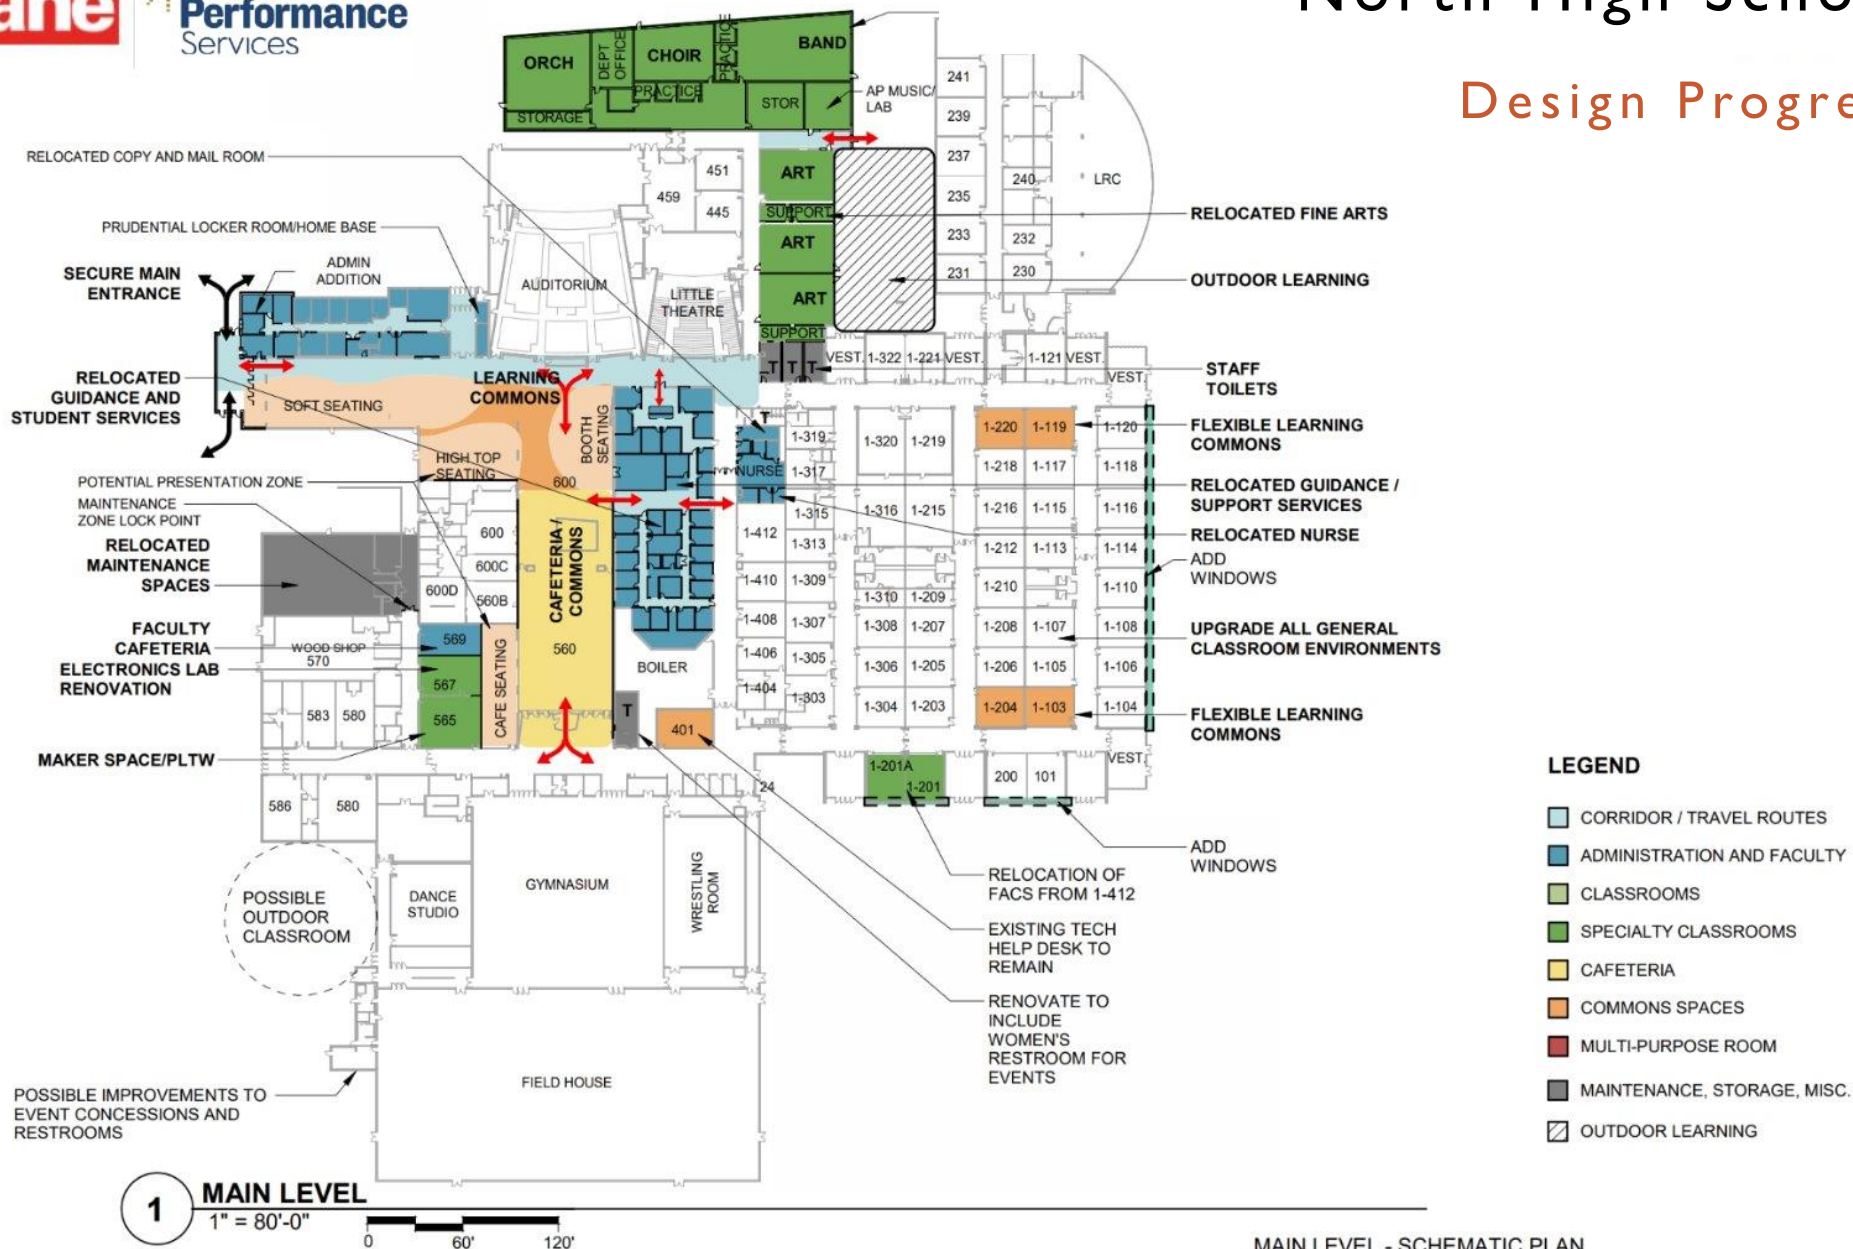 ane
Performance
Services
North High Scho
Design Progre
ORCH
DEPT
OFFICE
CHOIR
PRACTICE
BAND
PRACTICE
STOR
STORAGE
AP MUSIC/
LAB
241
239
237
235
233
231
240
232
230
LRC
RELOCATED COPY AND MAIL ROOM
459
451
445
ART
SUPPORT
ART
ART
SUPPORT
RELOCATED FINE ARTS
OUTDOOR LEARNING
PRUDENTIAL LOCKER ROOM/HOME BASE
SECURE MAIN
ENTRANCE
ADMIN
ADDITION
AUDITORIUM
LITTLE
THEATRE
T T T
VEST. 1-322 1-221 VEST.
1-121 VEST.
VEST.
STAFF
TOILETS
RELOCATED
GUIDANCE AND
STUDENT SERVICES
SOFT SEATING
LEARNING
COMMONS
BOOTH
SEATING
HIGH TOP
SEATING
600
T
NURSE
1-319
1-317
1-315
1-313
1-412
1-410 1-309
1-408 1-307
1-406 1-305
1-404 1-303
1-320 1-219
1-316 1-215
1-310 1-209
1-308 1-207
1-306 1-205
1-304 1-203
1-220 1-119
1-218 1-117
1-216 1-115
1-212 1-113
1-210
1-208 1-107
1-206 1-105
1-204 1-103
1-120
1-118
1-116
1-114
1-110
1-108
1-106
1-104
VEST.
FLEXIBLE LEARNING
COMMONS
RELOCATED GUIDANCE /
SUPPORT SERVICES
RELOCATED NURSE
ADD
WINDOWS
UPGRADE ALL GENERAL
CLASSROOM ENVIRONMENTS
FLEXIBLE LEARNING
COMMONS
POTENTIAL PRESENTATION ZONE
MAINTENANCE
ZONE LOCK POINT
RELOCATED
MAINTENANCE
SPACES
600
600C
600D
560B
CAFETERIA /
COMMONS
560
FACULTY
CAFETERIA
ELECTRONICS LAB
RENOVATION
WOOD SHOP
570
569
567
565
CAFE SEATING
BOILER
T
401
583 580
MAKER SPACE/PLTW
586
580
24
1-201A
1-201
200 101
ADD
WINDOWS
RELOCATION OF
FACS FROM 1-412
EXISTING TECH
HELP DESK TO
REMAIN
RENOVATE TO
INCLUDE
WOMEN'S
RESTROOM FOR
EVENTS
POSSIBLE
OUTDOOR
CLASSROOM
DANCE
STUDIO
GYMNASIUM
WRESTLING
ROOM
FIELD HOUSE
POSSIBLE IMPROVEMENTS TO
EVENT CONCESSIONS AND
RESTROOMS
LEGEND
CORRIDOR / TRAVEL ROUTES
ADMINISTRATION AND FACULTY
CLASSROOMS
SPECIALTY CLASSROOMS
CAFETERIA
COMMONS SPACES
MULTI-PURPOSE ROOM
MAINTENANCE, STORAGE, MISC.
OUTDOOR LEARNING
1
MAIN LEVEL
1" = 80'-0"
0 60' 120'
MAIN LEVEL - SCHEMATIC PLAN